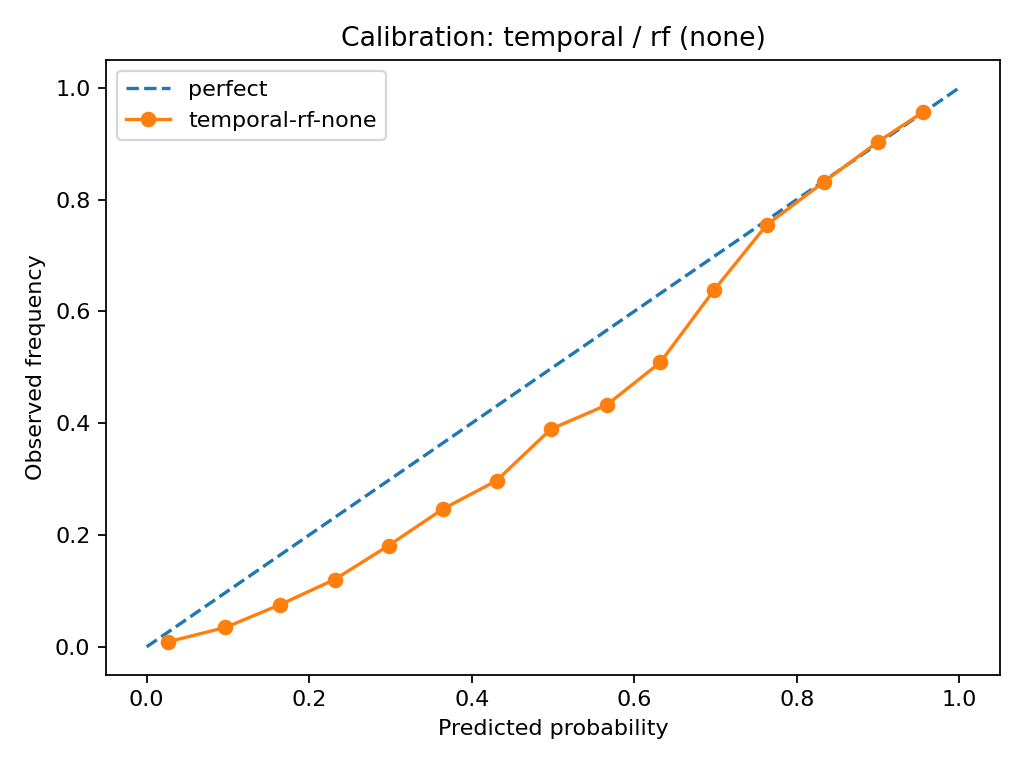 Calibration: temporal / rf (none)
perfect
temporal-rf-none
1.0
0.8
0.6
0.4
0.2
0.0
Observed frequency
0.0 0.2 0.4 0.6 0.8 1.0
Predicted probability